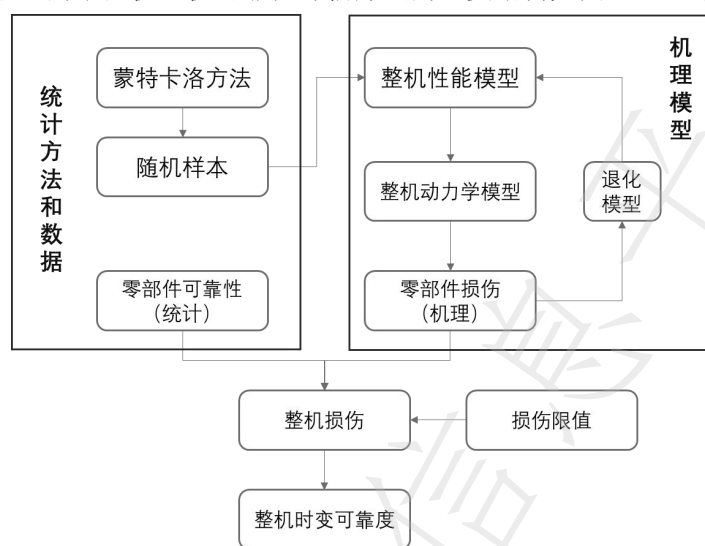 统计方法和数据
蒙特卡洛方法
随机样本
零部件可靠性
(统计)
机理模型
整机性能模型
整机动力学模型
退化
模型
零部件损伤
(机理)
整机损伤
损伤限值
整机时变可靠度